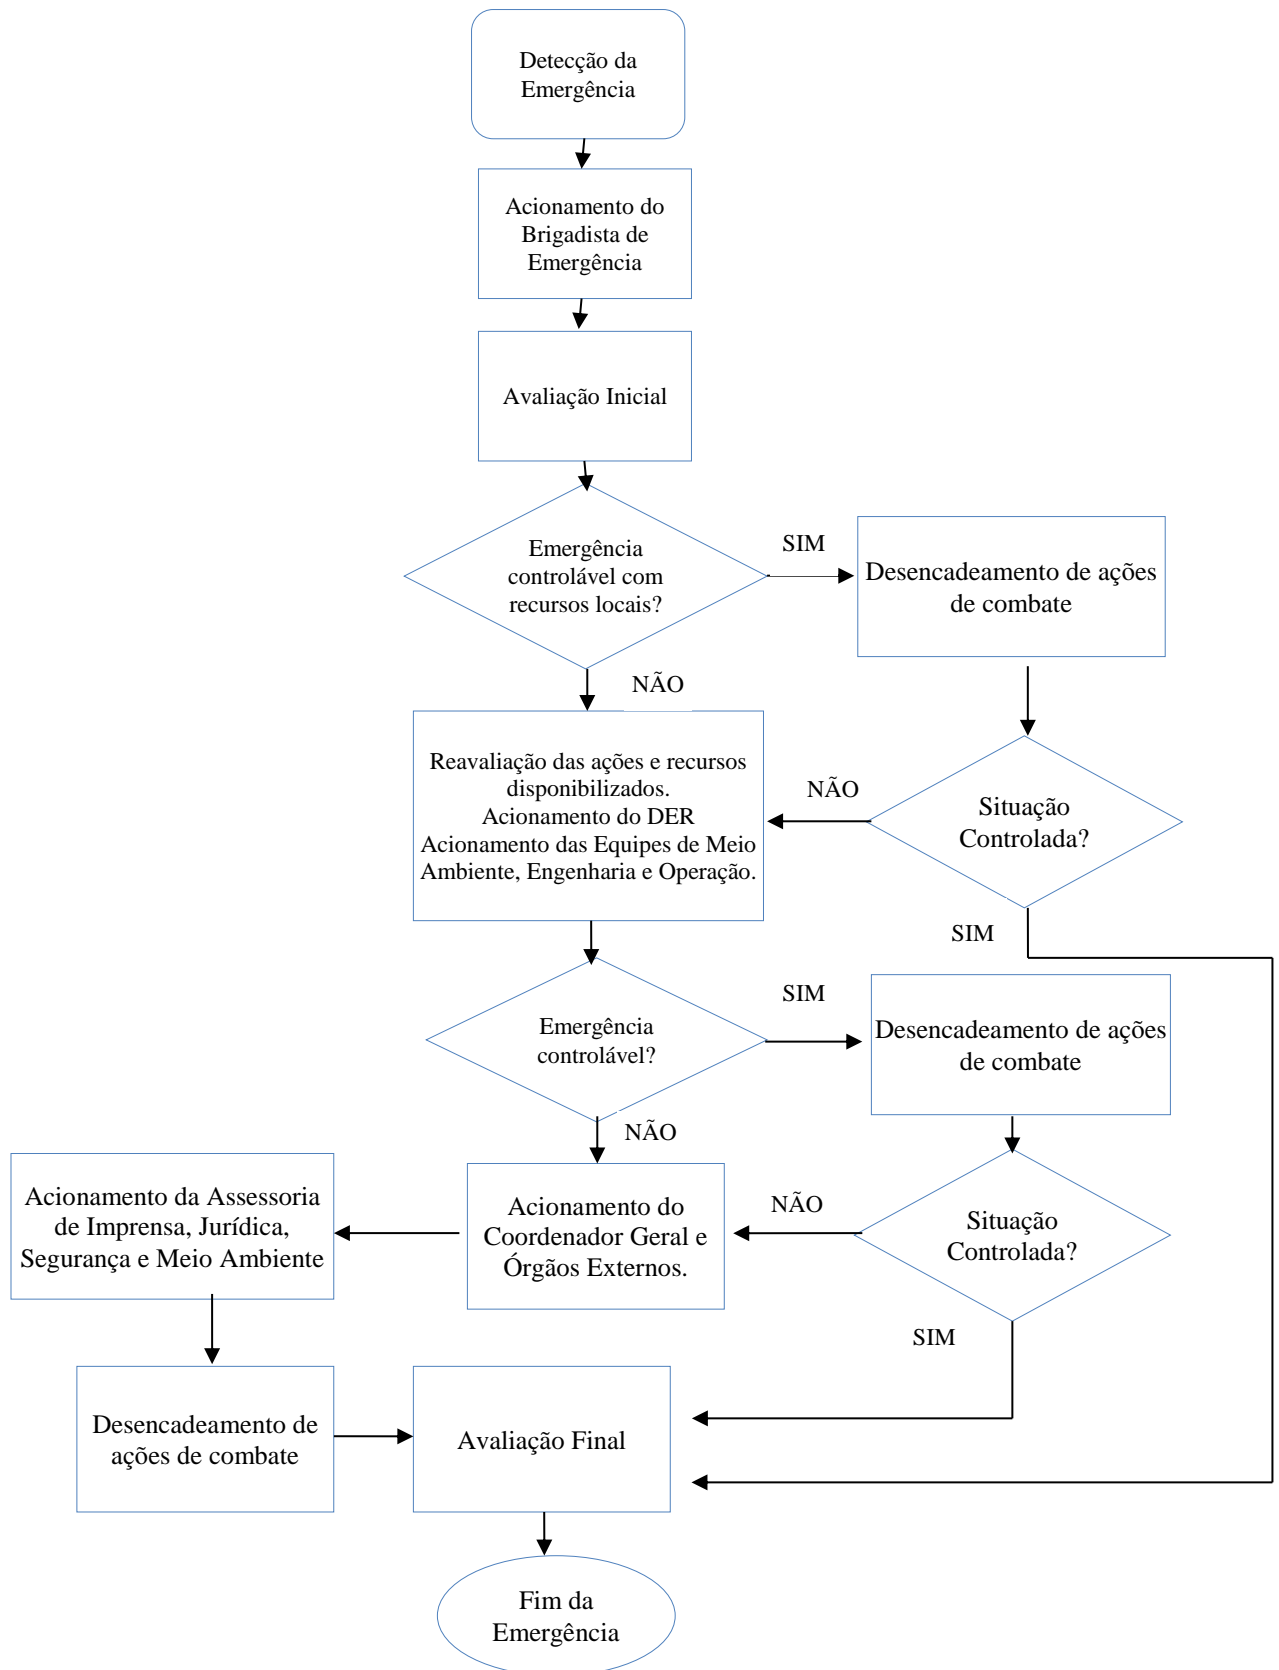 Detecção da
Emergência
Acionamento do
Brigadista de
Emergência
Avaliação Inicial
Emergência
controlável com
recursos locais?
SIM
Desencadeamento de ações
de combate
NÃO
Reavaliação das ações e recursos
disponibilizados.
Acionamento do DER
Acionamento das Equipes de Meio
Ambiente, Engenharia e Operação.
NÃO
Situação
Controlada?
SIM
Emergência
controlável?
SIM
Desencadeamento de ações
de combate
NÃO
Acionamento da Assessoria
de Imprensa, Jurídica,
Segurança e Meio Ambiente
Acionamento do
Coordenador Geral e
Órgãos Externos.
NÃO
Situação
Controlada?
SIM
Desencadeamento de
ações de combate
Avaliação Final
Fim da
Emergência